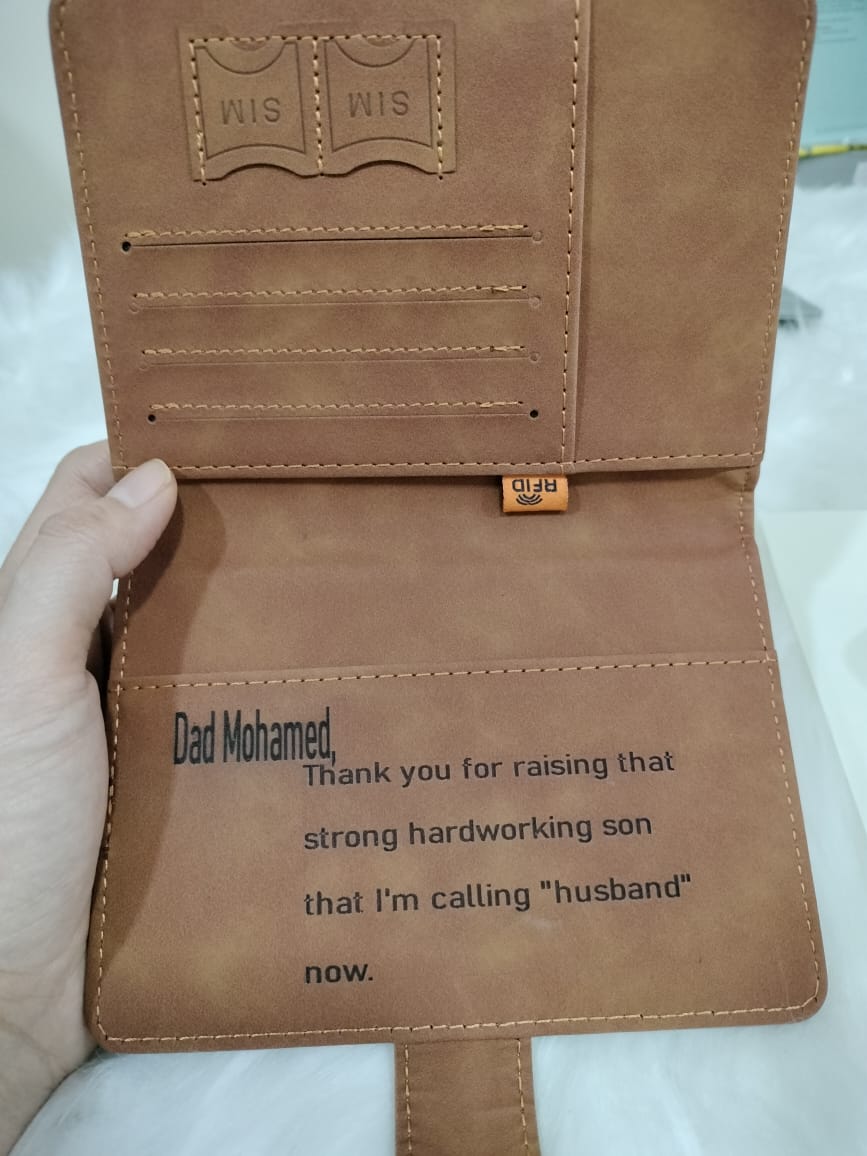 SIM SIM
RFID
Dad Mohamed,
Thank you for raising that
strong hardworking son
that I'm calling "husband"
now.